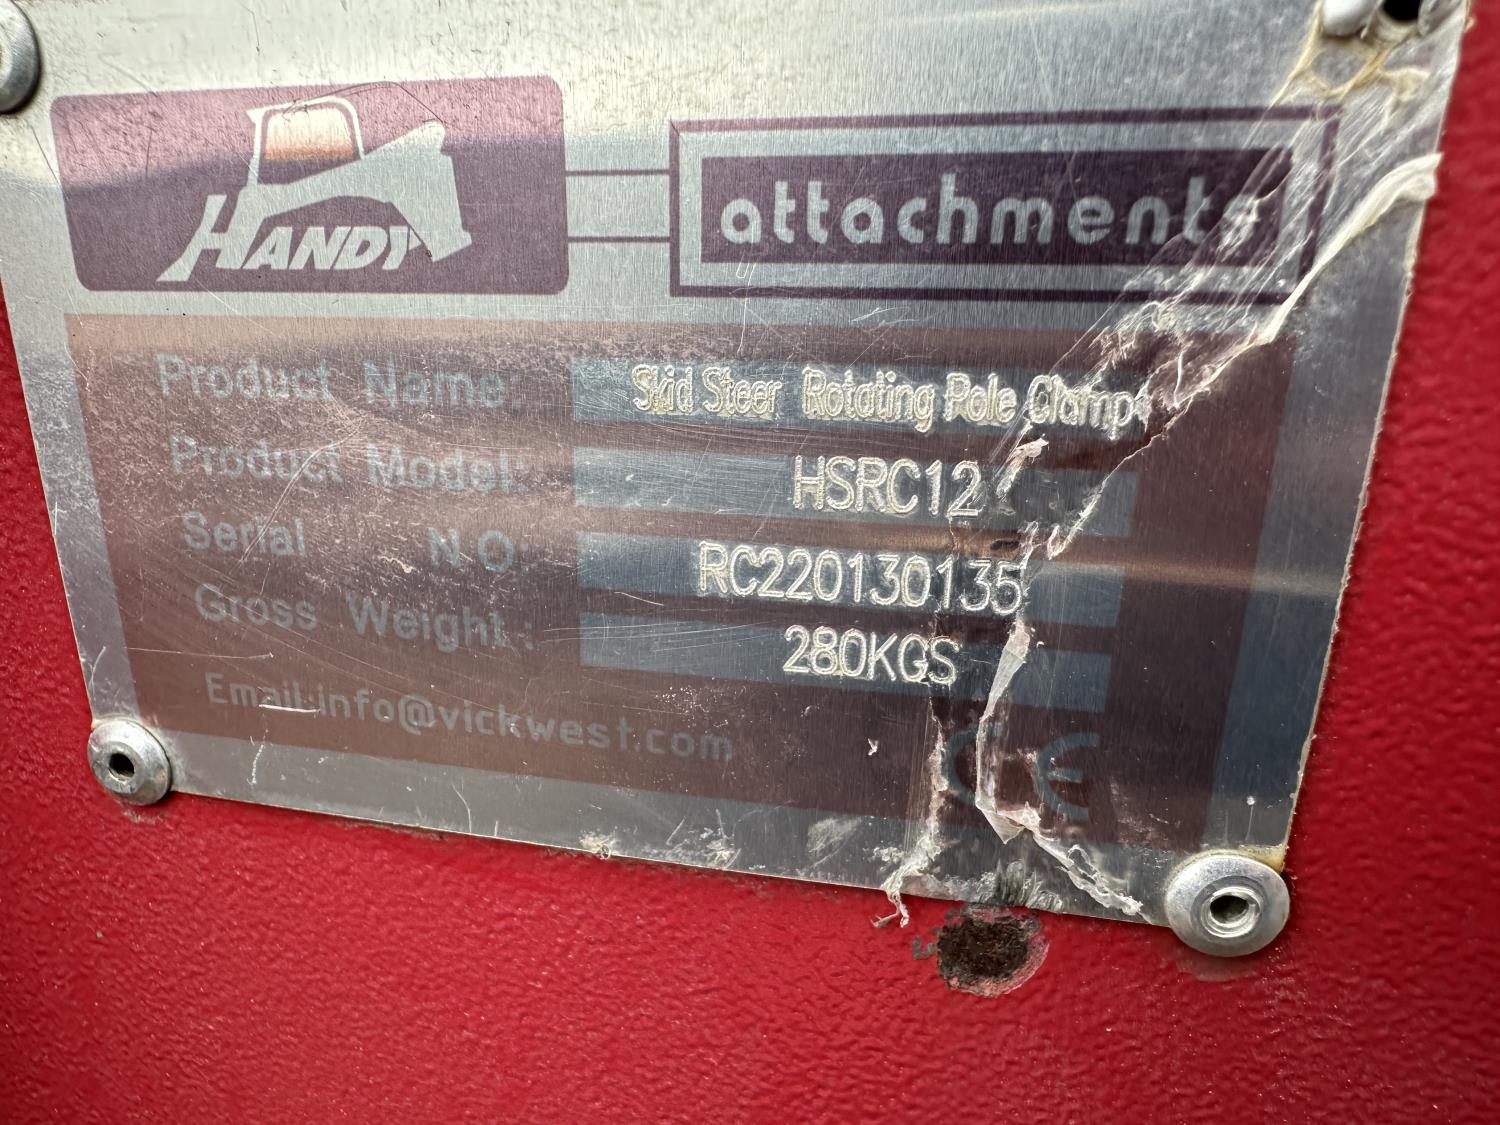 HANDY attachments
Product Name: Skid Steer Rotating Pole Clamp
Product Model: HSRC12
Serial N O: RC220130135
Gross Weight: 280KGS
Email:info@vickwest.com
CE